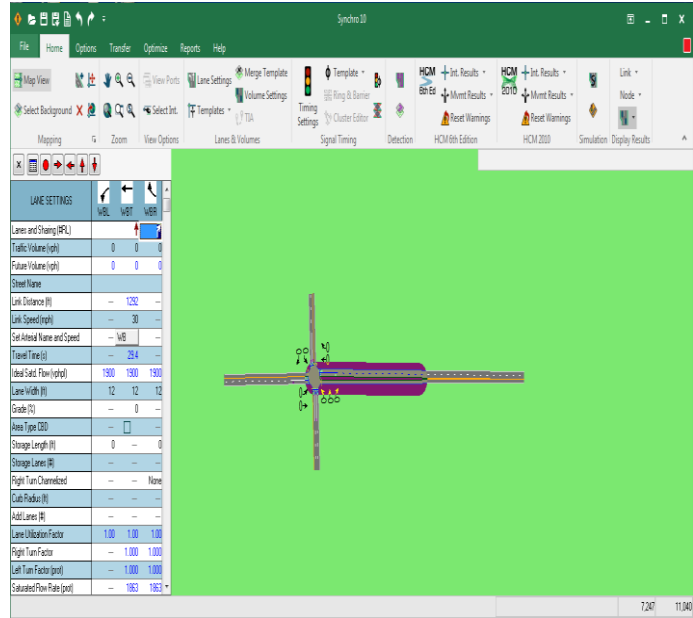 Synchro 10
File Home Options Transfer Optimize Reports Help
Map View
Select Background
Mapping
Zoom
View Ports
Select Int.
View Options
Lane Settings
Templates
Merge Template
Volume Settings
TIA
Lanes & Volumes
Timing Settings
Template
Ring & Barrier
Cluster Editor
Signal Timing
Detection
HCM 6th Ed
Int. Results
Mvmt Results
Reset Warnings
HCM 6th Edition
HCM 2010
Int. Results
Mvmt Results
Reset Warnings
HCM 2010
Simulation
Link
Node
Display Results
LANE SETTINGS WBL WBT WBR
Lanes and Sharing (#RL)
Traffic Volume (vph) 0 0 0
Future Volume (vph) 0 0 0
Street Name
Link Distance (ft) — 1292 —
Link Speed (mph) — 30 —
Set Arterial Name and Speed — WB —
Travel Time (s) — 29.4 —
Ideal Satd. Flow (vphpl) 1900 1900 1900
Lane Width (ft) 12 12 12
Grade (%) — 0 —
Area Type CBD — —
Storage Length (ft) 0 — 0
Storage Lanes (#) — — —
Right Turn Channelized — — None
Curb Radius (ft) — — —
Add Lanes (#) — — —
Lane Utilization Factor 1.00 1.00 1.00
Right Turn Factor — 1.000 1.000
Left Turn Factor (prot) — 1.000 1.000
Saturated Flow Rate (prot) — 1863 1863
7,247 11,040